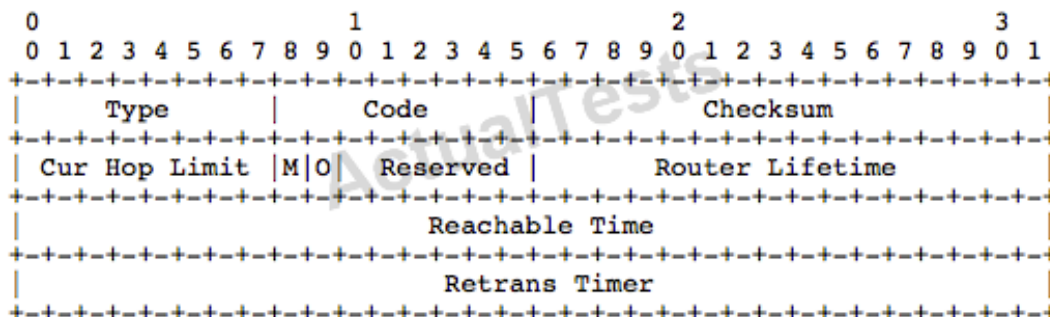 0                   1                   2                   3
0 1 2 3 4 5 6 7 8 9 0 1 2 3 4 5 6 7 8 9 0 1 2 3 4 5 6 7 8 9 0 1
+-+-+-+-+-+-+-+-+-+-+-+-+-+-+-+-+-+-+-+-+-+-+-+-+-+-+-+-+-+-+-+-
|     Type      |     Code      |          Checksum             |
+-+-+-+-+-+-+-+-+-+-+-+-+-+-+-+-+-+-+-+-+-+-+-+-+-+-+-+-+-+-+-+-
| Cur Hop Limit |M|O|  Reserved |       Router Lifetime         |
+-+-+-+-+-+-+-+-+-+-+-+-+-+-+-+-+-+-+-+-+-+-+-+-+-+-+-+-+-+-+-+-
|                         Reachable Time                        |
+-+-+-+-+-+-+-+-+-+-+-+-+-+-+-+-+-+-+-+-+-+-+-+-+-+-+-+-+-+-+-+-
|                          Retrans Timer                        |
+-+-+-+-+-+-+-+-+-+-+-+-+-+-+-+-+-+-+-+-+-+-+-+-+-+-+-+-+-+-+-+-
ActualTests